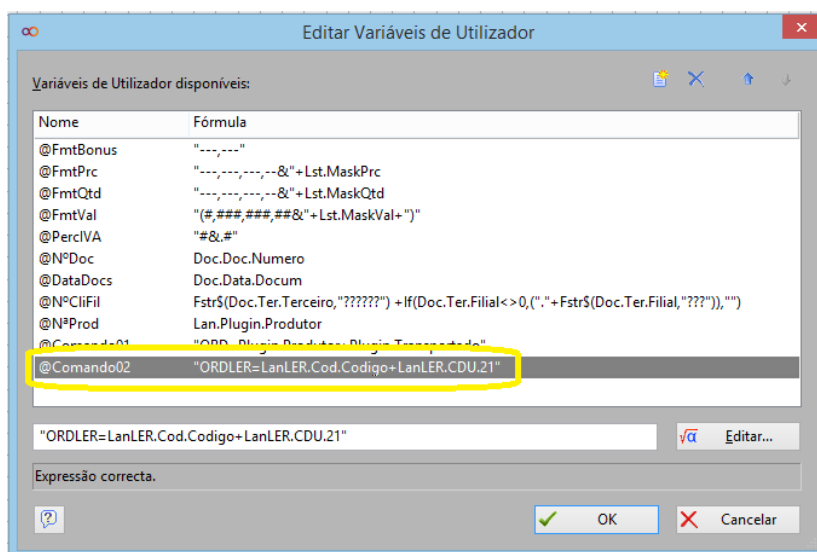 Editar Variáveis de Utilizador
Variáveis de Utilizador disponíveis:
Nome Fórmula
@FmtBonus "---,---"
@FmtPrc "---,---,---,--&"+Lst.MaskPrc
@FmtQtd "---,---,---,--&"+Lst.MaskQtd
@FmtVal "(#,###,###,##&"+Lst.MaskVal+")"
@PercIVA "#&.#"
@NºDoc Doc.Doc.Numero
@DataDocs Doc.Data.Docum
@NºCliFil Fstr$(Doc.Ter.Terceiro,"??????") +If(Doc.Ter.Filial<>0,("."+Fstr$(Doc.Ter.Filial,"???")),"")
@NªProd Lan.Plugin.Produtor
@Comando01
@Comando02 "ORDLER=LanLER.Cod.Codigo+LanLER.CDU.21"
"ORDLER=LanLER.Cod.Codigo+LanLER.CDU.21"
√α Editar...
Expressão correcta.
OK Cancelar